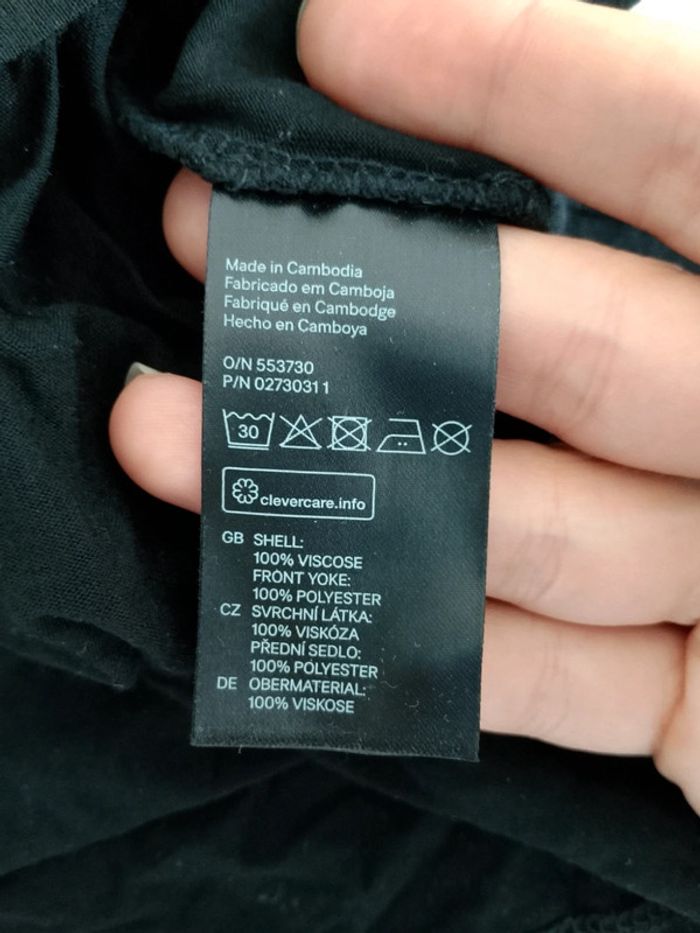 Made in Cambodia
Fabricado em Camboja
Fabriqué en Cambodge
Hecho en Camboya
O/N 553730
P/N 02730311
30
clevercare.info
GB SHELL:
100% VISCOSE
FRONT YOKE:
100% POLYESTER
CZ SVRCHNÍ LÁTKA:
100% VISKÓZA
PŘEDNÍ SEDLO:
100% POLYESTER
DE OBERMATERIAL:
100% VISKOSE